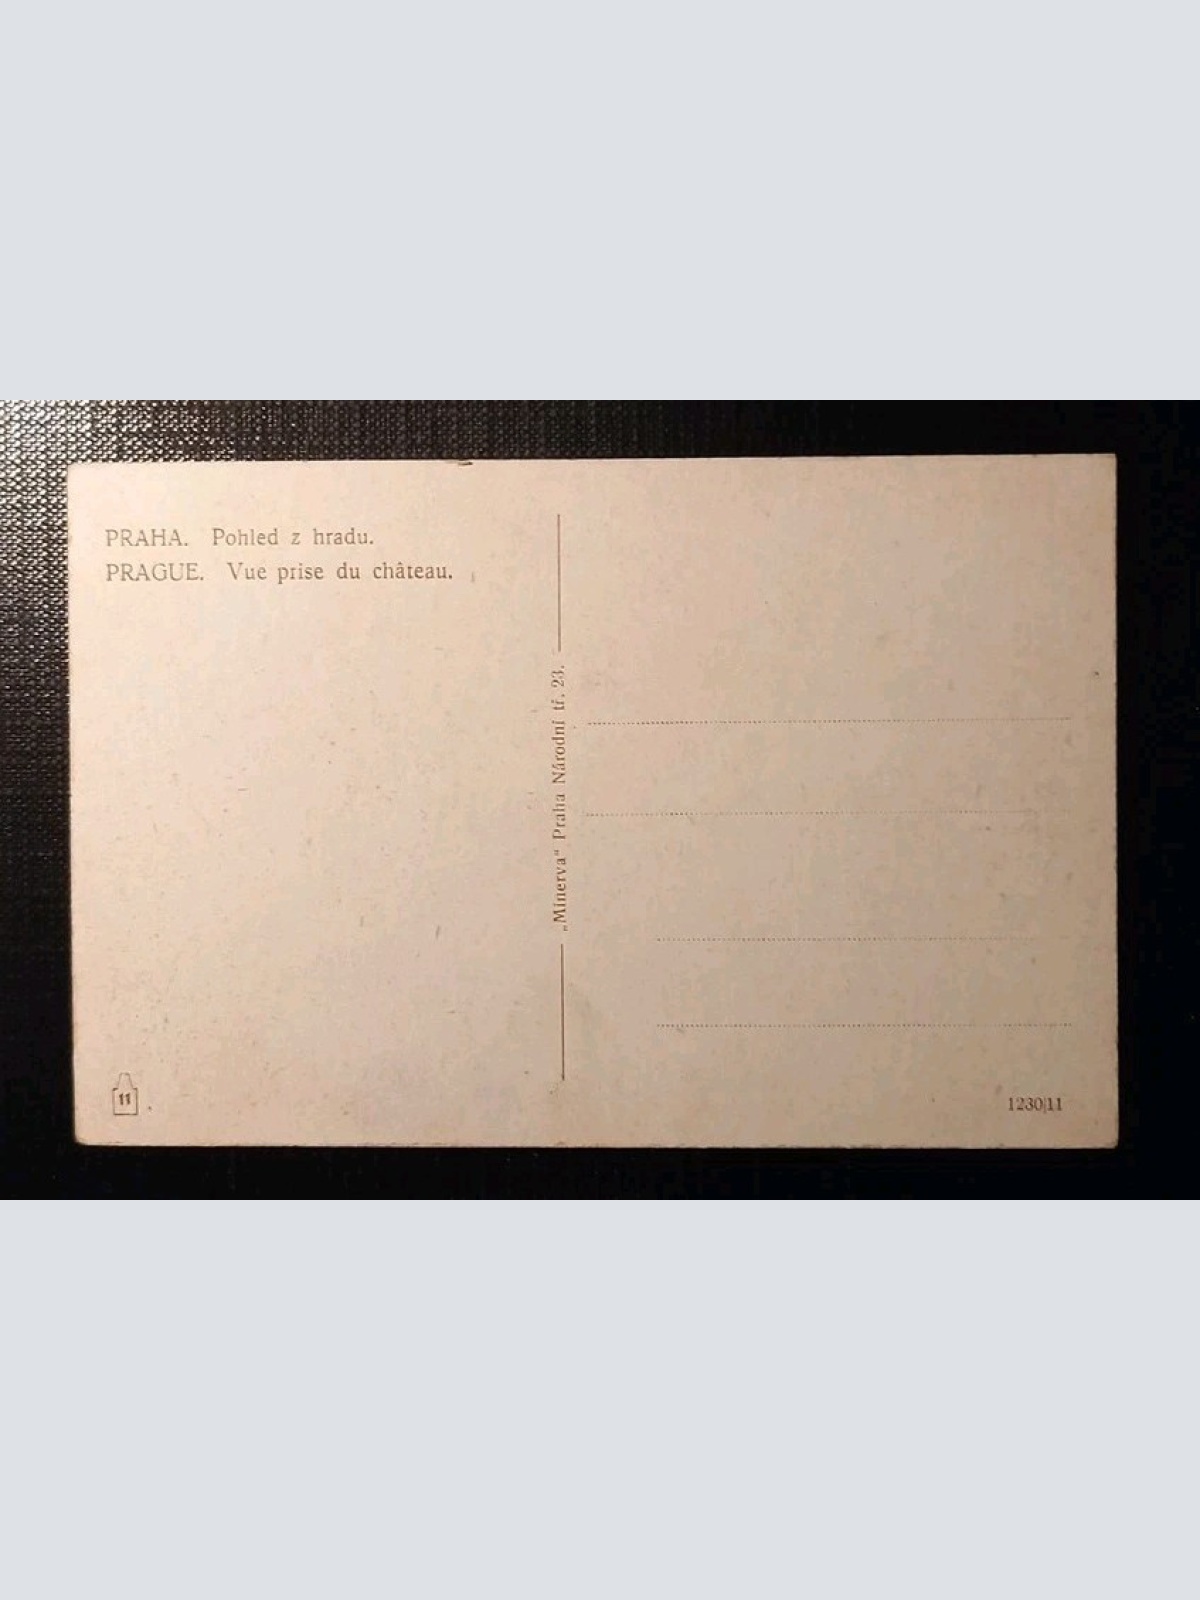 PRAHA. Pohled z hradu.
PRAGUE. Vue prise du château.
„Minerva“ Praha Národní tř. 23.
11
1230|11